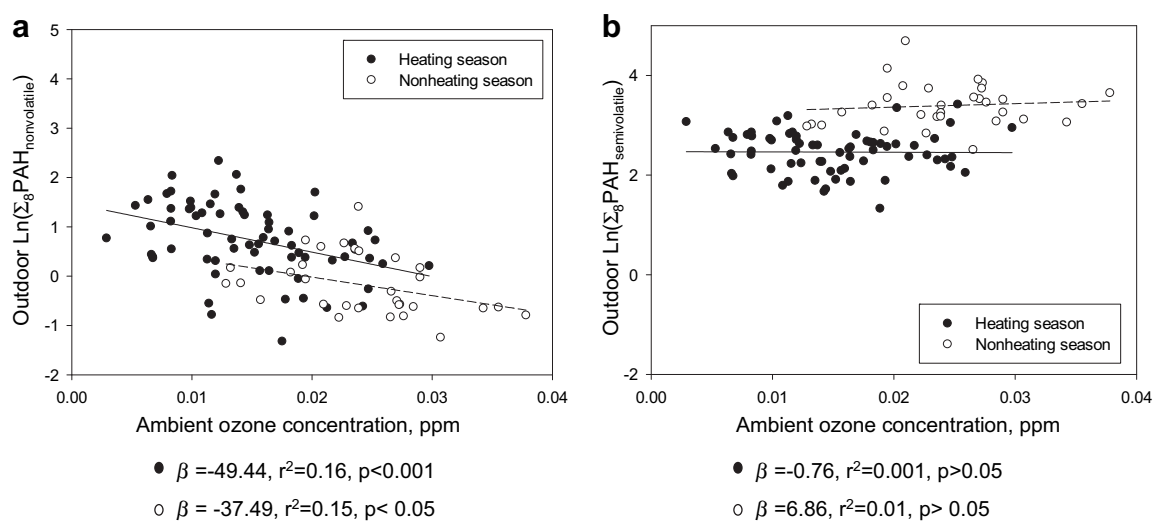 a
5
4
3
2
1
0
-1
-2
Outdoor Ln(Σ₈PAHnonvolatile)
Heating season
Nonheating season
0.00 0.01 0.02 0.03 0.04
Ambient ozone concentration, ppm
β =-49.44, r²=0.16, p<0.001
β = -37.49, r²=0.15, p< 0.05
b
4
2
0
-2
Outdoor Ln(Σ₈PAHsemivolatile)
Heating season
Nonheating season
0.00 0.01 0.02 0.03 0.04
Ambient ozone concentration, ppm
β =-0.76, r²=0.001, p>0.05
β =6.86, r²=0.01, p> 0.05